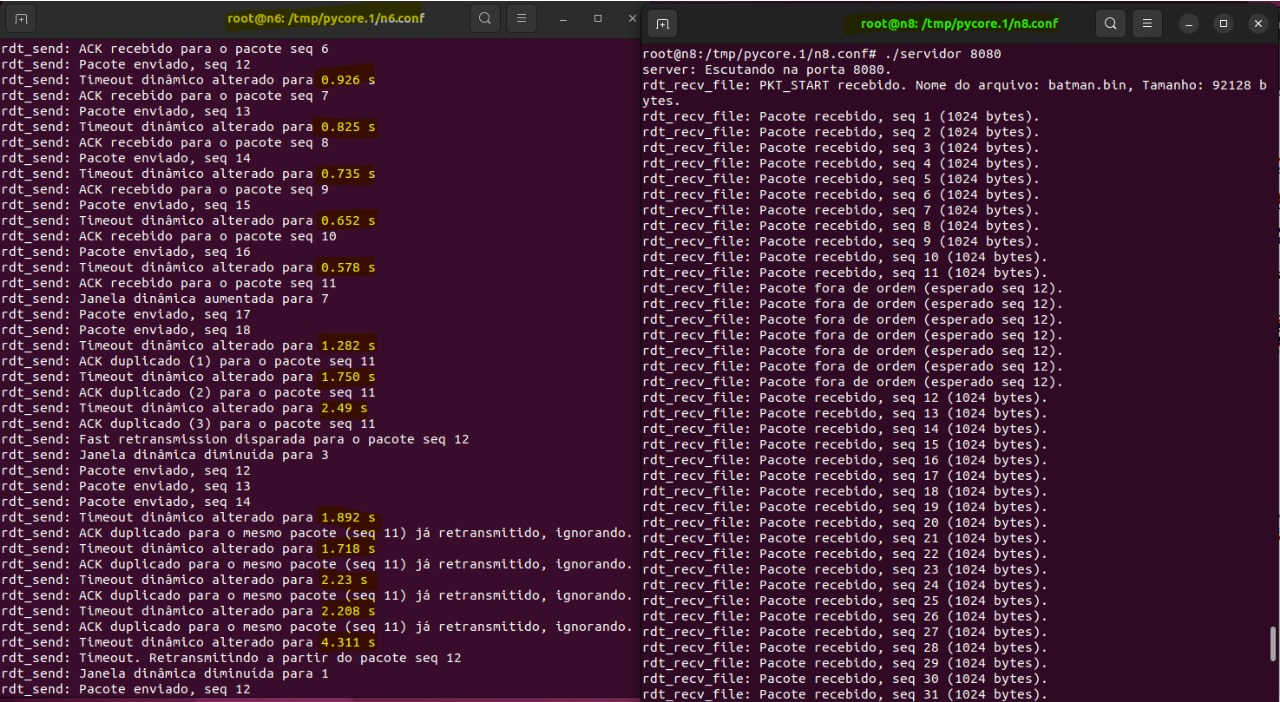 root@n6: /tmp/pycore.1/n6.conf
rdt_send: ACK recebido para o pacote seq 6
rdt_send: Pacote enviado, seq 12
rdt_send: Timeout dinâmico alterado para 0.926 s
rdt_send: ACK recebido para o pacote seq 7
rdt_send: Pacote enviado, seq 13
rdt_send: Timeout dinâmico alterado para 0.825 s
rdt_send: ACK recebido para o pacote seq 8
rdt_send: Pacote enviado, seq 14
rdt_send: Timeout dinâmico alterado para 0.735 s
rdt_send: ACK recebido para o pacote seq 9
rdt_send: Pacote enviado, seq 15
rdt_send: Timeout dinâmico alterado para 0.652 s
rdt_send: ACK recebido para o pacote seq 10
rdt_send: Pacote enviado, seq 16
rdt_send: Timeout dinâmico alterado para 0.578 s
rdt_send: ACK recebido para o pacote seq 11
rdt_send: Janela dinâmica aumentada para 7
rdt_send: Pacote enviado, seq 17
rdt_send: Pacote enviado, seq 18
rdt_send: Timeout dinâmico alterado para 1.282 s
rdt_send: ACK duplicado (1) para o pacote seq 11
rdt_send: Timeout dinâmico alterado para 1.750 s
rdt_send: ACK duplicado (2) para o pacote seq 11
rdt_send: Timeout dinâmico alterado para 2.49 s
rdt_send: ACK duplicado (3) para o pacote seq 11
rdt_send: Fast retransmission disparada para o pacote seq 12
rdt_send: Janela dinâmica diminuída para 3
rdt_send: Pacote enviado, seq 12
rdt_send: Pacote enviado, seq 13
rdt_send: Pacote enviado, seq 14
rdt_send: Timeout dinâmico alterado para 1.892 s
rdt_send: ACK duplicado para o mesmo pacote (seq 11) já retransmitido, ignorando.
rdt_send: Timeout dinâmico alterado para 1.718 s
rdt_send: ACK duplicado para o mesmo pacote (seq 11) já retransmitido, ignorando.
rdt_send: Timeout dinâmico alterado para 2.23 s
rdt_send: ACK duplicado para o mesmo pacote (seq 11) já retransmitido, ignorando.
rdt_send: Timeout dinâmico alterado para 2.208 s
rdt_send: ACK duplicado para o mesmo pacote (seq 11) já retransmitido, ignorando.
rdt_send: Timeout dinâmico alterado para 4.311 s
rdt_send: Timeout. Retransmitindo a partir do pacote seq 12
rdt_send: Janela dinâmica diminuída para 1
rdt_send: Pacote enviado, seq 12
root@n8: /tmp/pycore.1/n8.conf
root@n8:/tmp/pycore.1/n8.conf# ./servidor 8080
server: Escutando na porta 8080.
rdt_recv_file: PKT_START recebido. Nome do arquivo: batman.bin, Tamanho: 92128 b
ytes.
rdt_recv_file: Pacote recebido, seq 1 (1024 bytes).
rdt_recv_file: Pacote recebido, seq 2 (1024 bytes).
rdt_recv_file: Pacote recebido, seq 3 (1024 bytes).
rdt_recv_file: Pacote recebido, seq 4 (1024 bytes).
rdt_recv_file: Pacote recebido, seq 5 (1024 bytes).
rdt_recv_file: Pacote recebido, seq 6 (1024 bytes).
rdt_recv_file: Pacote recebido, seq 7 (1024 bytes).
rdt_recv_file: Pacote recebido, seq 8 (1024 bytes).
rdt_recv_file: Pacote recebido, seq 9 (1024 bytes).
rdt_recv_file: Pacote recebido, seq 10 (1024 bytes).
rdt_recv_file: Pacote recebido, seq 11 (1024 bytes).
rdt_recv_file: Pacote fora de ordem (esperado seq 12).
rdt_recv_file: Pacote fora de ordem (esperado seq 12).
rdt_recv_file: Pacote fora de ordem (esperado seq 12).
rdt_recv_file: Pacote fora de ordem (esperado seq 12).
rdt_recv_file: Pacote fora de ordem (esperado seq 12).
rdt_recv_file: Pacote fora de ordem (esperado seq 12).
rdt_recv_file: Pacote fora de ordem (esperado seq 12).
rdt_recv_file: Pacote recebido, seq 12 (1024 bytes).
rdt_recv_file: Pacote recebido, seq 13 (1024 bytes).
rdt_recv_file: Pacote recebido, seq 14 (1024 bytes).
rdt_recv_file: Pacote recebido, seq 15 (1024 bytes).
rdt_recv_file: Pacote recebido, seq 16 (1024 bytes).
rdt_recv_file: Pacote recebido, seq 17 (1024 bytes).
rdt_recv_file: Pacote recebido, seq 18 (1024 bytes).
rdt_recv_file: Pacote recebido, seq 19 (1024 bytes).
rdt_recv_file: Pacote recebido, seq 20 (1024 bytes).
rdt_recv_file: Pacote recebido, seq 21 (1024 bytes).
rdt_recv_file: Pacote recebido, seq 22 (1024 bytes).
rdt_recv_file: Pacote recebido, seq 23 (1024 bytes).
rdt_recv_file: Pacote recebido, seq 24 (1024 bytes).
rdt_recv_file: Pacote recebido, seq 25 (1024 bytes).
rdt_recv_file: Pacote recebido, seq 26 (1024 bytes).
rdt_recv_file: Pacote recebido, seq 27 (1024 bytes).
rdt_recv_file: Pacote recebido, seq 28 (1024 bytes).
rdt_recv_file: Pacote recebido, seq 29 (1024 bytes).
rdt_recv_file: Pacote recebido, seq 30 (1024 bytes).
rdt_recv_file: Pacote recebido, seq 31 (1024 bytes).